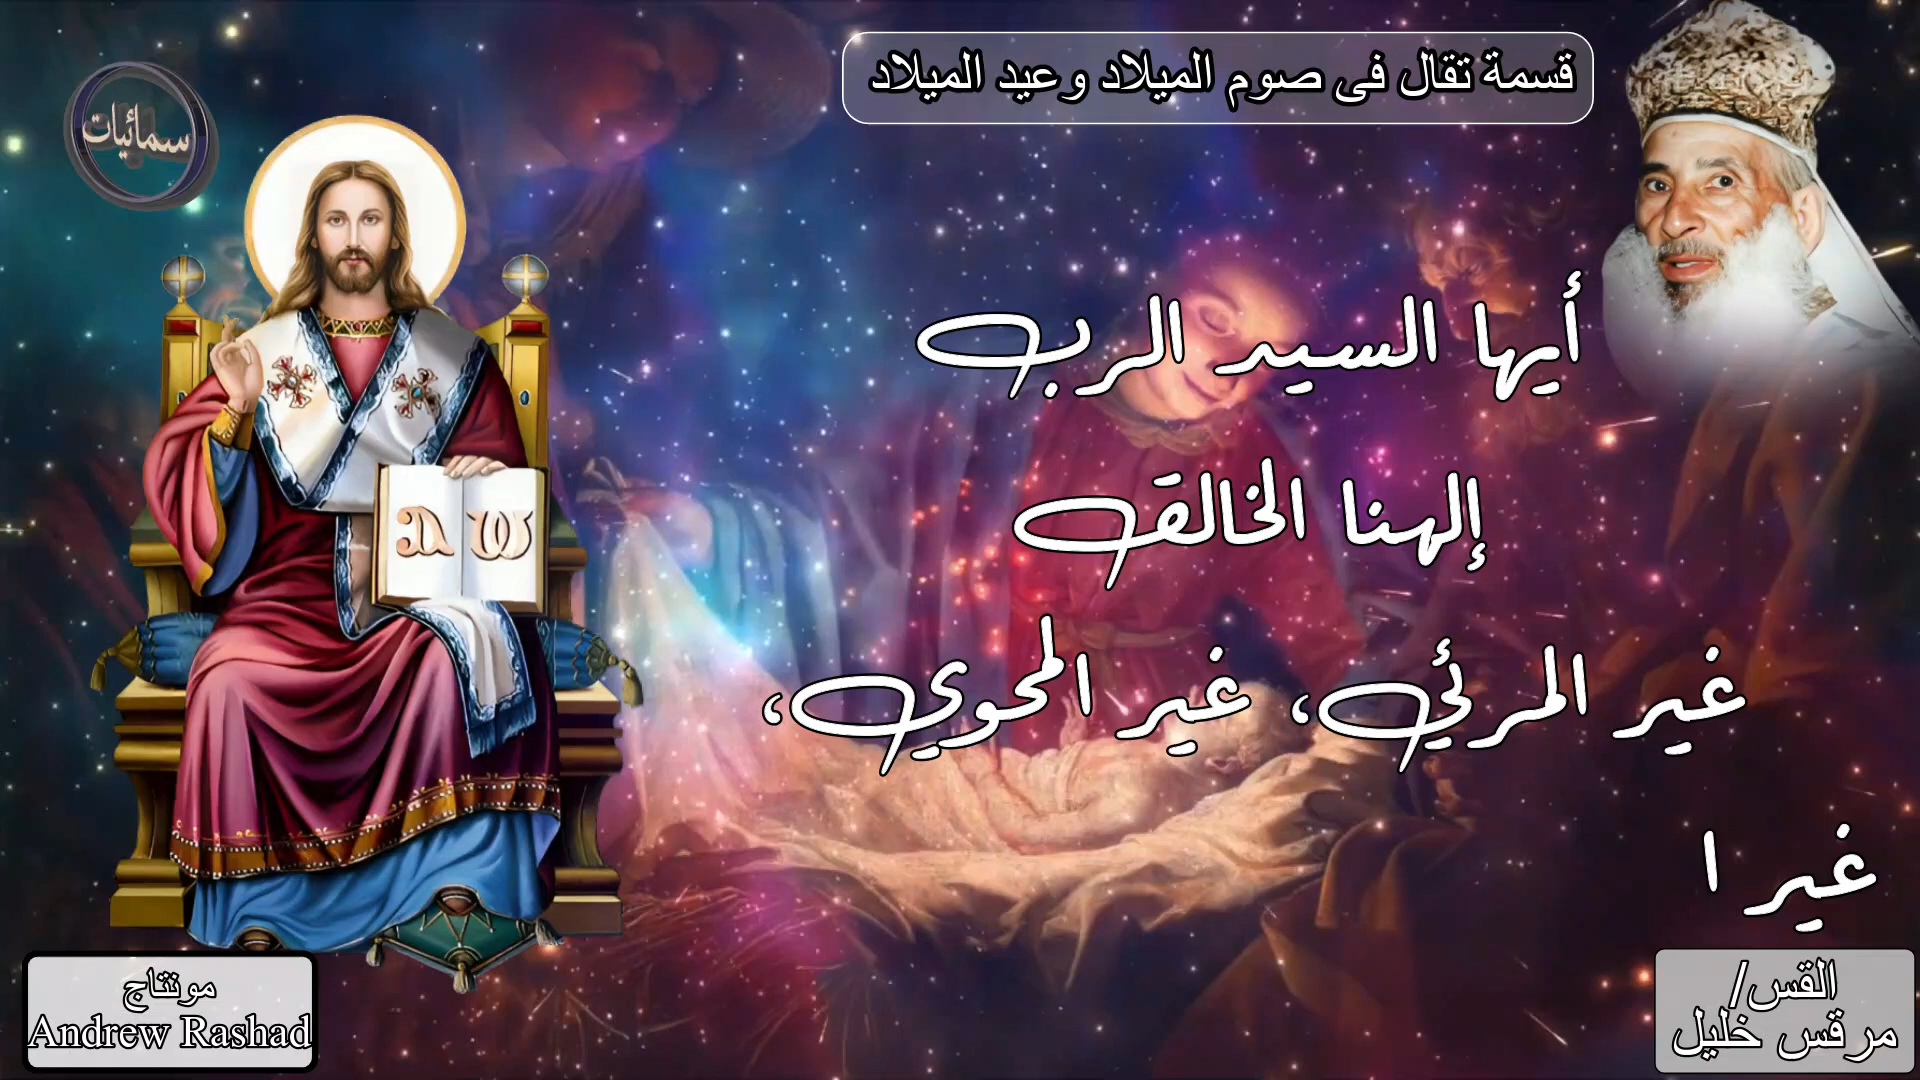 قسمة تقال فى صوم الميلاد وعيد الميلاد
سمائيات
أيها السيد الرب
إلهنا الخالق
غير المرئي، غير المحوي،
غير ا
مونتاج
Andrew Rashad
القس/
مرقس خليل